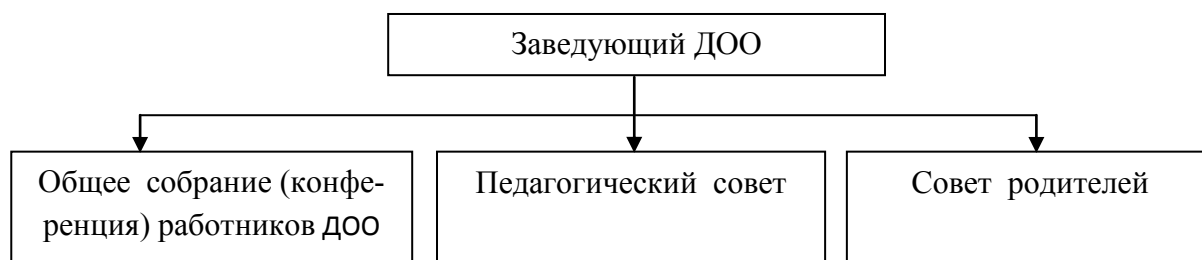 Заведующий ДОО
Общее собрание (конфе-
ренция) работников ДОО
Педагогический совет
Совет родителей